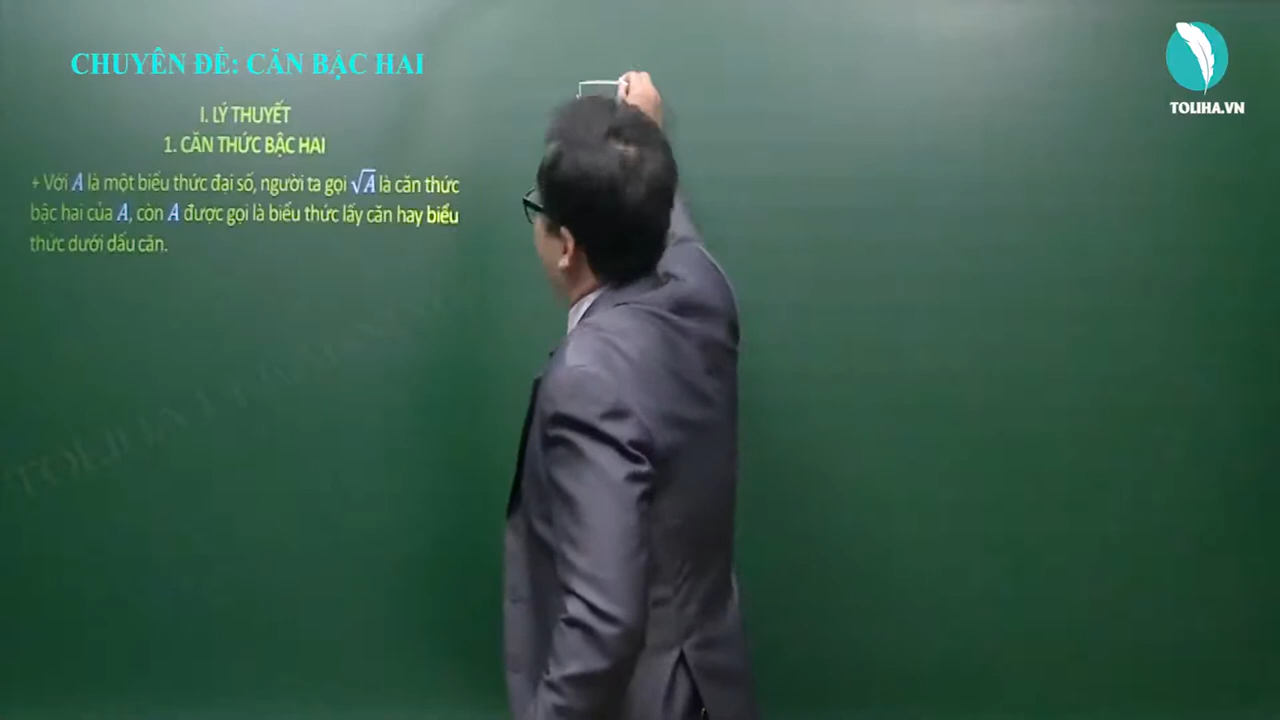 CHUYÊN ĐỀ: CĂN BẬC HAI
I. LÝ THUYẾT
1. CĂN THỨC BẬC HAI
+ Với A là một biểu thức đại số, người ta gọi √A là căn thức
bậc hai của A, còn A được gọi là biểu thức lấy căn hay biểu
thức dưới dấu căn.
TOLIHA.VN